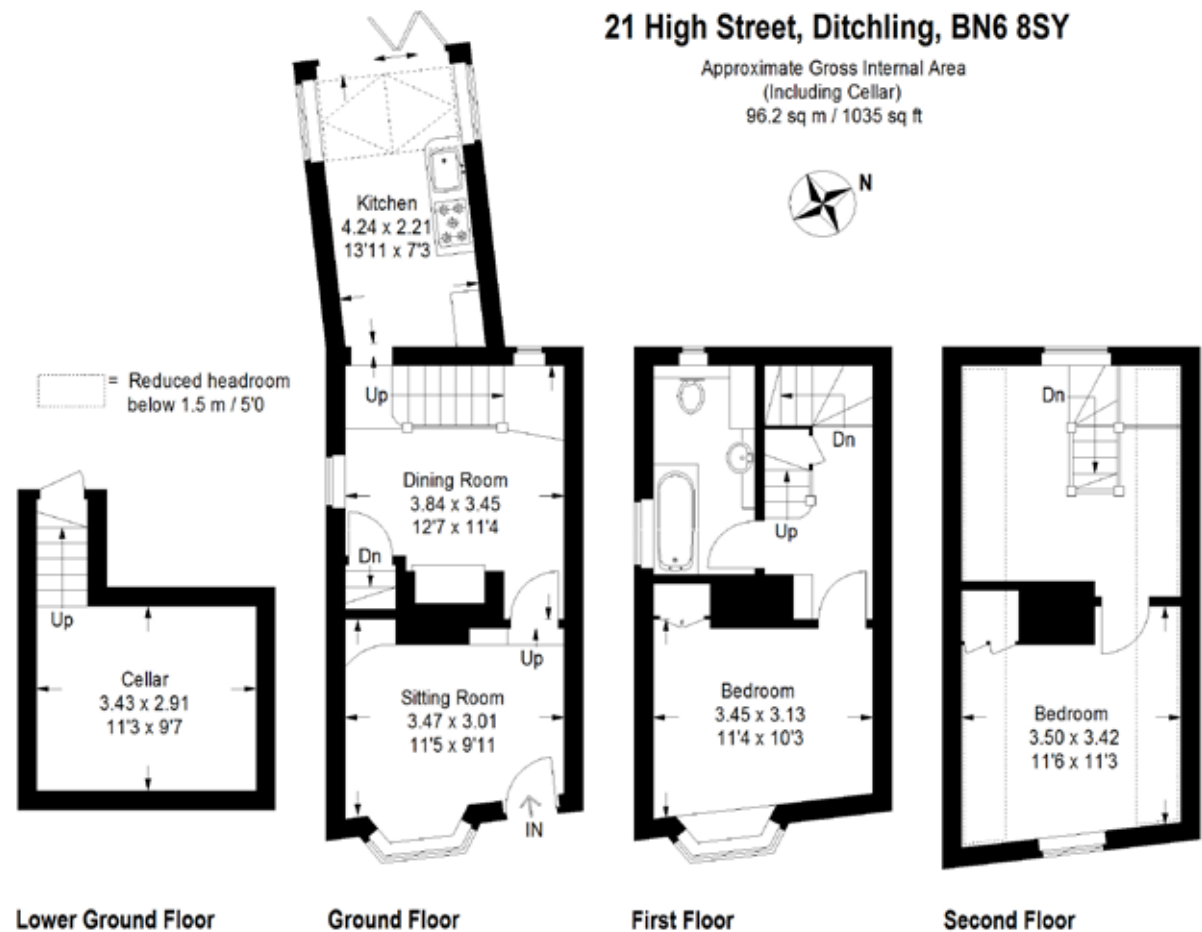 21 High Street, Ditchling, BN6 8SY
Approximate Gross Internal Area
(Including Cellar)
96.2 sq m / 1035 sq ft
N
Kitchen
4.24 x 2.21
13'11 x 7'3
= Reduced headroom
below 1.5 m / 5'0
Up
Dining Room
3.84 x 3.45
12'7 x 11'4
Dn
Up
Sitting Room
3.47 x 3.01
11'5 x 9'11
IN
Up
Cellar
3.43 x 2.91
11'3 x 9'7
Dn
Up
Bedroom
3.45 x 3.13
11'4 x 10'3
Dn
Bedroom
3.50 x 3.42
11'6 x 11'3
Lower Ground Floor
Ground Floor
First Floor
Second Floor